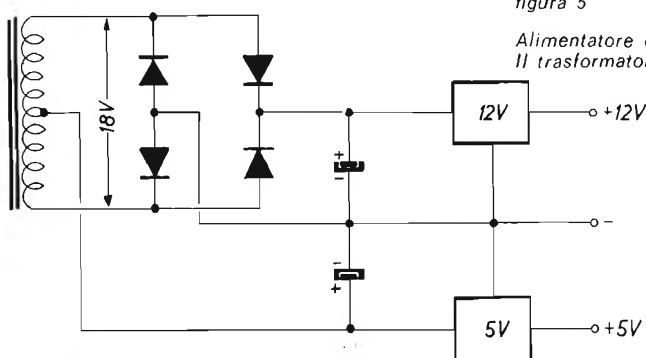 figura 5
Alimentatore
Il trasformato
18V
12V
+12V
+
-
-
-
+
5V
+5V